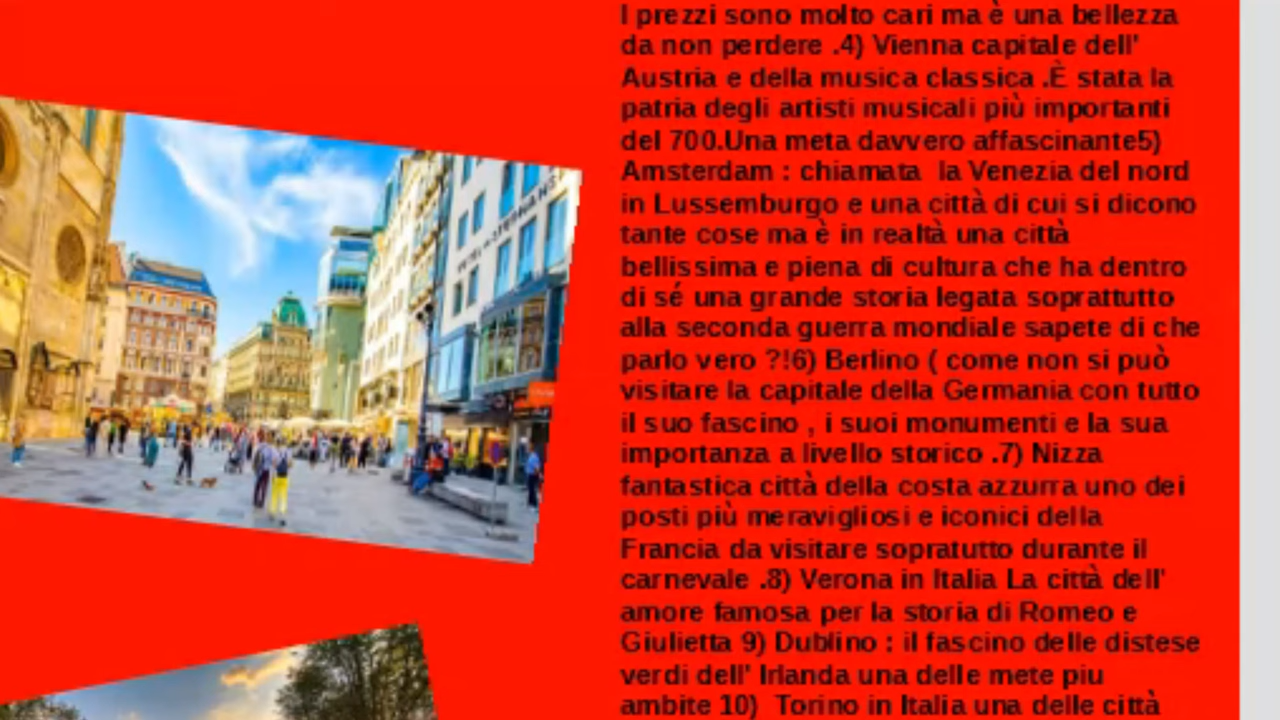 I prezzi sono molto cari ma è una bellezza
da non perdere .4) Vienna capitale dell'
Austria e della musica classica .È stata la
patria degli artisti musicali più importanti
del 700.Una meta davvero affascinante5)
Amsterdam : chiamata  la Venezia del nord
in Lussemburgo e una città di cui si dicono
tante cose ma è in realtà una città
bellissima e piena di cultura che ha dentro
di sé una grande storia legata soprattutto
alla seconda guerra mondiale sapete di che
parlo vero ?!6) Berlino ( come non si può
visitare la capitale della Germania con tutto
il suo fascino , i suoi monumenti e la sua
importanza a livello storico .7) Nizza
fantastica città della costa azzurra uno dei
posti più meravigliosi e iconici della
Francia da visitare sopratutto durante il
carnevale .8) Verona in Italia La città dell'
amore famosa per la storia di Romeo e
Giulietta 9) Dublino : il fascino delle distese
verdi dell' Irlanda una delle mete piu
ambite 10)  Torino in Italia una delle città